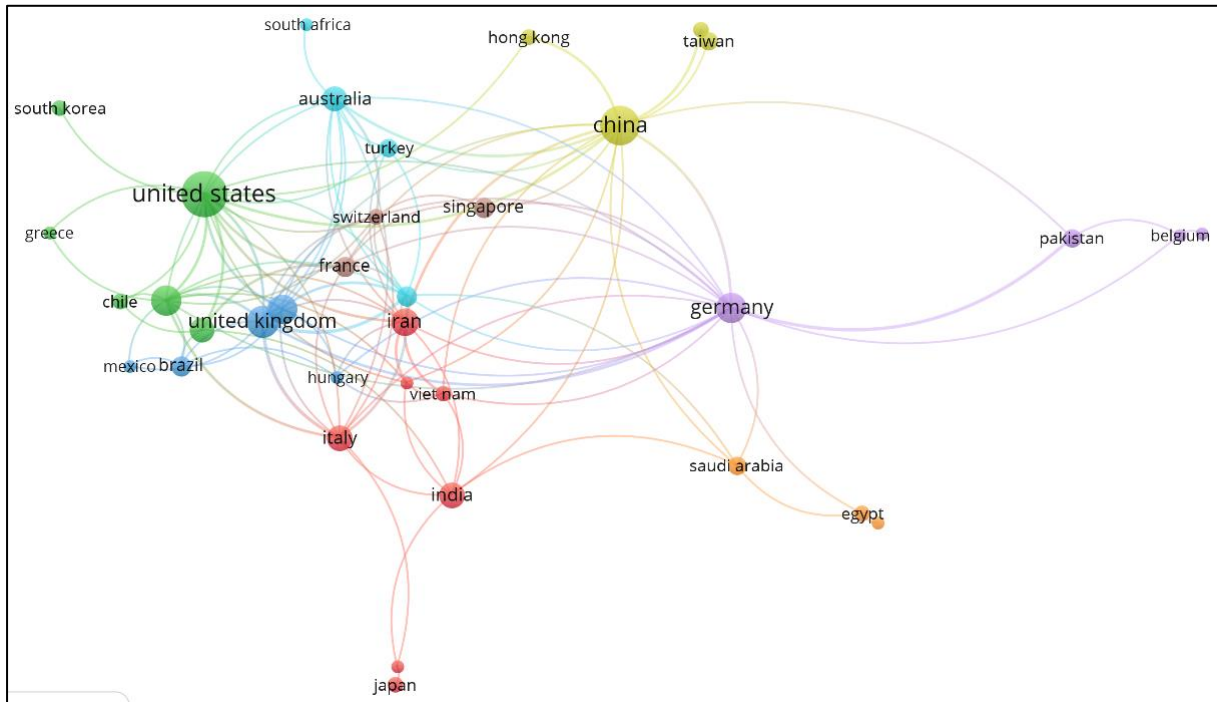 south africa
hong kong
taiwan
australia
south korea
china
turkey
united states
singapore
switzerland
greece
pakistan
belgium
france
chile
germany
united kingdom
iran
mexico
brazil
hungary
viet nam
italy
saudi arabia
india
egypt
japan